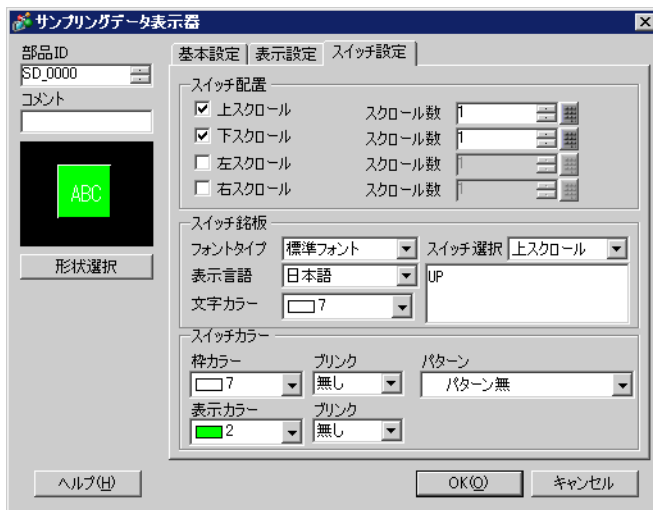 サンプリングデータ表示器
部品ID
SD_0000
コメント
ABC
形状選択
基本設定 表示設定 スイッチ設定
スイッチ配置
上スクロール スクロール数 1
下スクロール スクロール数 1
左スクロール スクロール数 1
右スクロール スクロール数 1
スイッチ銘板
フォントタイプ 標準フォント スイッチ選択 上スクロール
表示言語 日本語 UP
文字カラー 7
スイッチカラー
枠カラー ブリンク パターン
7 無し パターン無
表示カラー ブリンク
2 無し
ヘルプ(H) OK(O) キャンセル